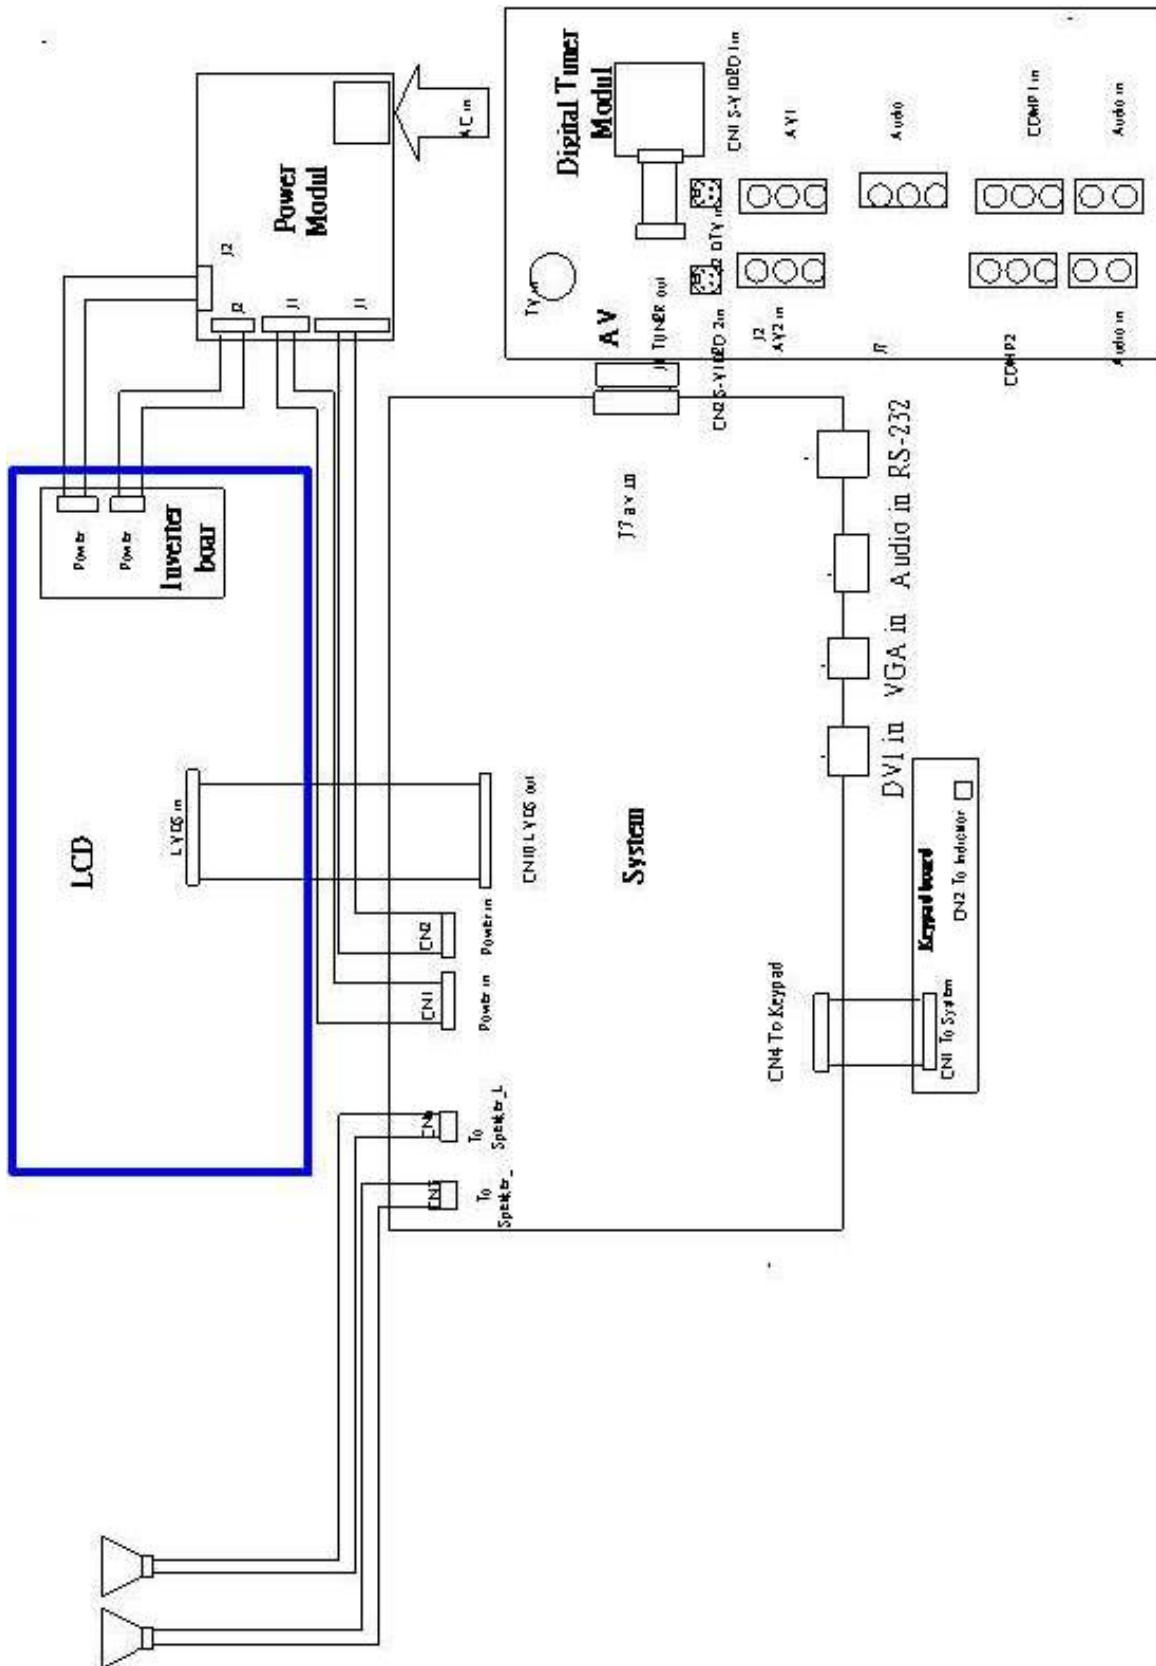 LCD
LVDS in
Power
Power
Inverter
boar
Power
Modul
J2
J2
J1
J1
AC in
CN10 LVDS out
CN2
Power in
CN1
Power in
To
Speaker_L
To
Speaker_
System
J7 av in
CN4 To Keypad
DVI in
VGA in
Audio in
RS-232
Keypad board
CN1 To System
CN2 To Indicator
Digital Tuner
Modul
TV in
AV
TUNER out
DTV in
CN1 S-VIDEO 1in
CN2 S-VIDEO 2in
AV1
J2
AV2 in
Audio
J7
COMP1 in
COMP2
Audio in
Audio in